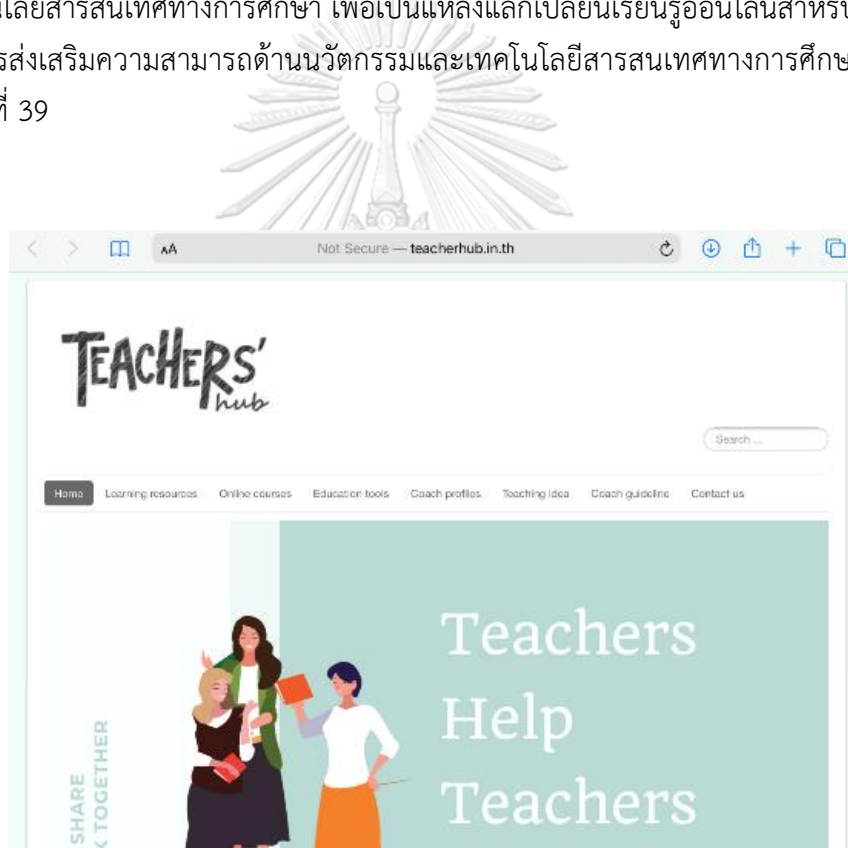 นโลยีสารสนเทศทางการศึกษา เพื่อเป็นแหล่งแลกเปลี่ยนเรียนรู้ออนไลน์สำหรับ
รส่งเสริมความสามารถด้านนวัตกรรมและเทคโนโลยีสารสนเทศทางการศึกษ
ที่ 39
AA Not Secure — teacherhub.in.th
TEACHERS'
hub
Search ...
Home Learning resources Online courses Education tools Coach profiles Teaching idea Coach guideline Contact us
Teachers
Help
Teachers
SHARE
TOGETHER